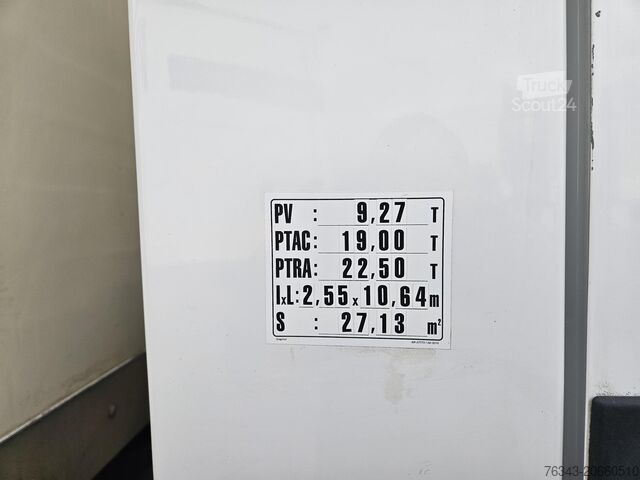 Truck
Scout24
PV : 9,27 T
PTAC: 19,00 T
PTRA: 22,50 T
lxL: 2,55 x 10,64 m
S : 27,13 m²
76343-20660510